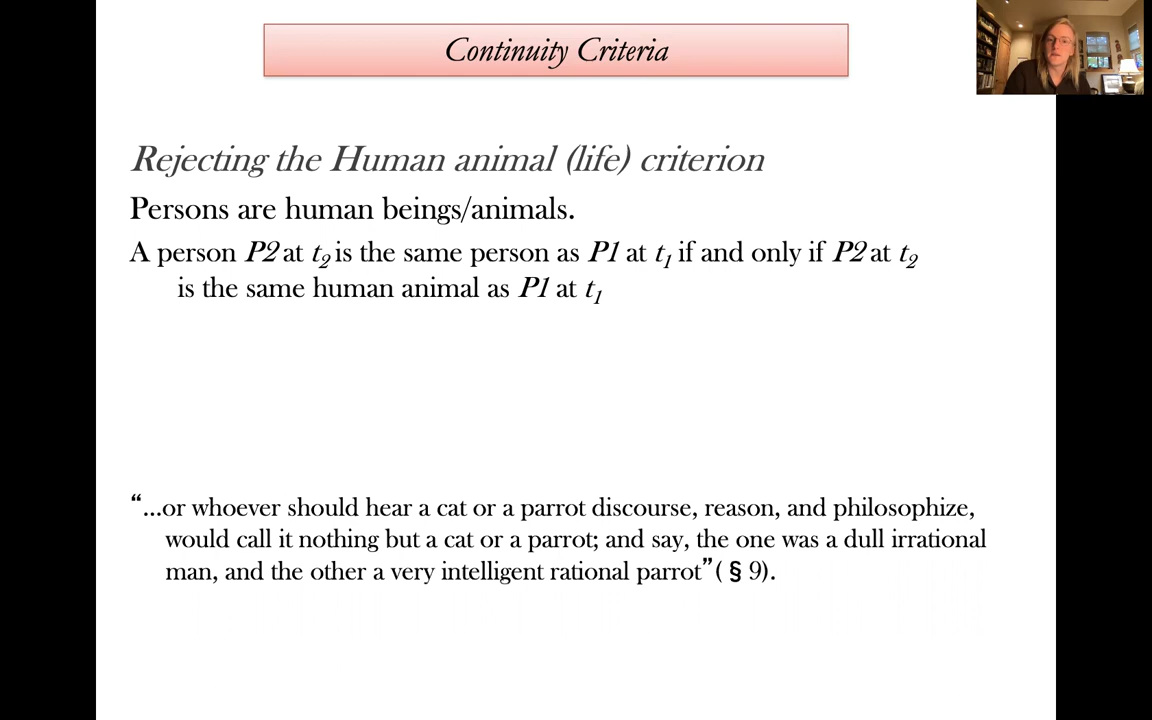 Continuity Criteria
Rejecting the Human animal (life) criterion
Persons are human beings/animals.
A person P2 at t2 is the same person as P1 at t1 if and only if P2 at t2
is the same human animal as P1 at t1
“...or whoever should hear a cat or a parrot discourse, reason, and philosophize,
would call it nothing but a cat or a parrot; and say, the one was a dull irrational
man, and the other a very intelligent rational parrot”( § 9).